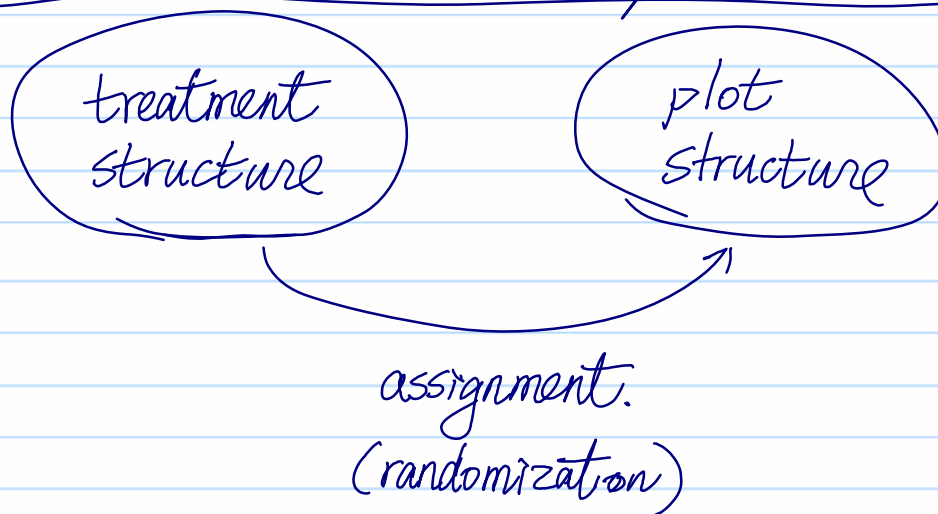 treatment
structure
plot
structure
assignment.
(randomization)